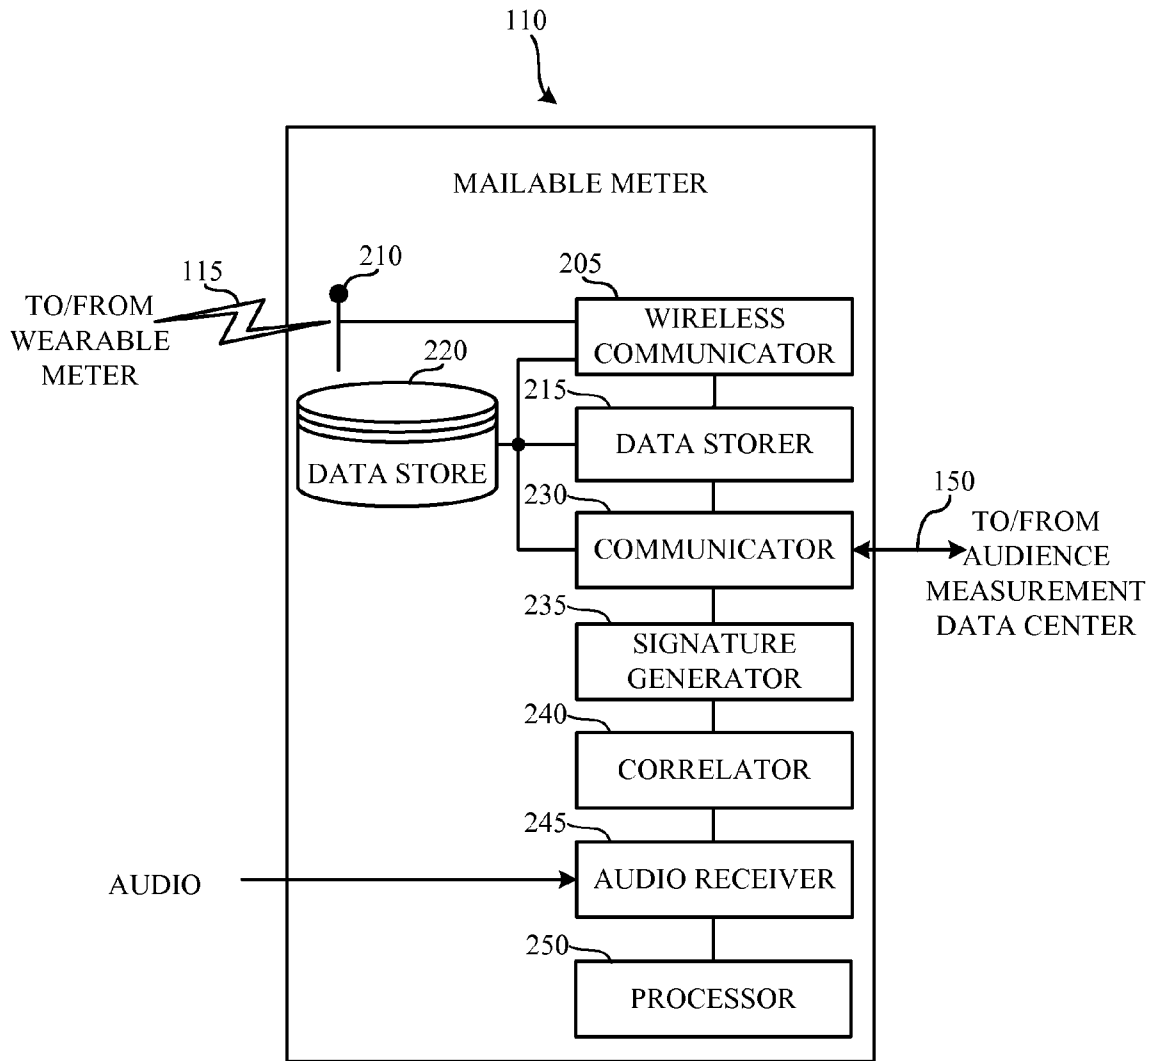 110
MAILABLE METER
115
210
205
TO/FROM
WEARABLE
METER
WIRELESS
COMMUNICATOR
220
215
DATA STORE
DATA STORER
230
150
COMMUNICATOR
TO/FROM
AUDIENCE
MEASUREMENT
DATA CENTER
235
SIGNATURE
GENERATOR
240
CORRELATOR
245
AUDIO
AUDIO RECEIVER
250
PROCESSOR